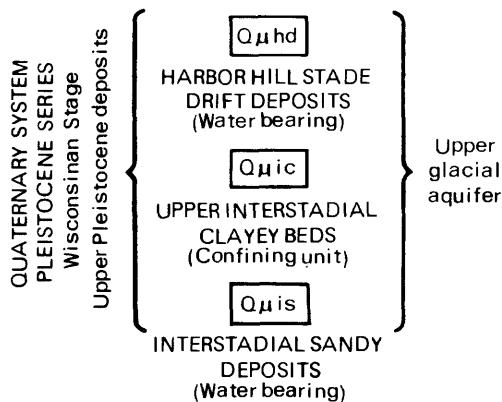 QUATERNARY SYSTEM
PLEISTOCENE SERIES
Wisconsinan Stage
Upper Pleistocene deposits
Qμhd
HARBOR HILL STADE
DRIFT DEPOSITS
(Water bearing)
Qμic
UPPER INTERSTADIAL
CLAYEY BEDS
(Confining unit)
Qμis
INTERSTADIAL SANDY
DEPOSITS
(Water bearing)
Upper
glacial
aquifer